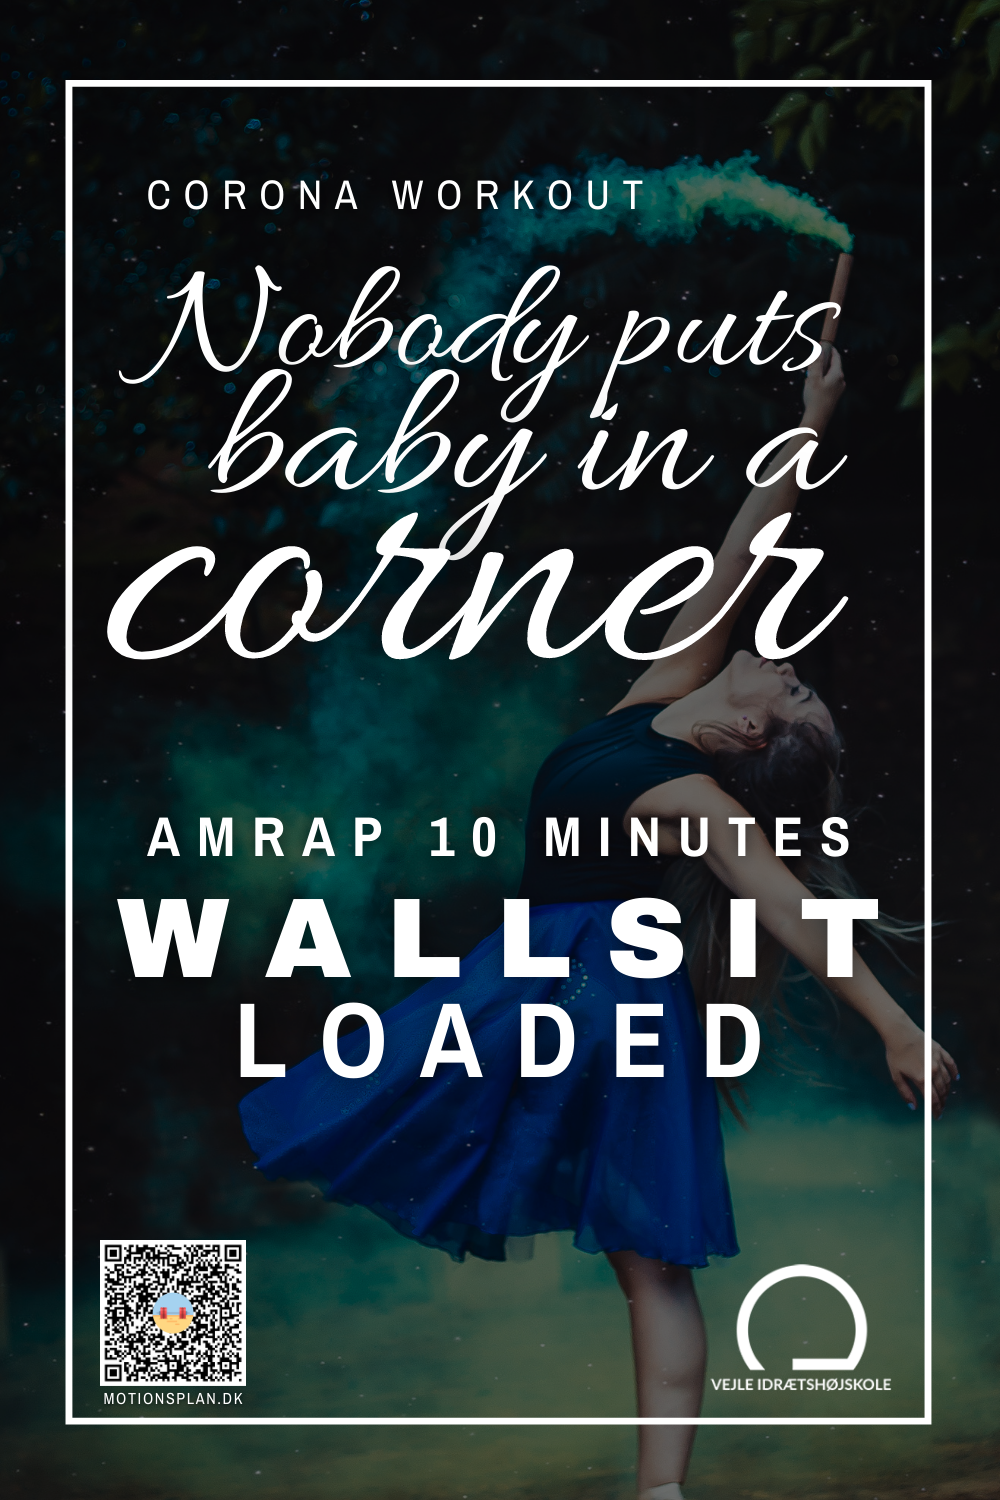 CORONA WORKOUT
Nobody puts
baby in a
corner
AMRAP 10 MINUTES
WALLSIT
LOADED
MOTIONSPLAN.DK
VEJLE IDRÆTSHØJSKOLE